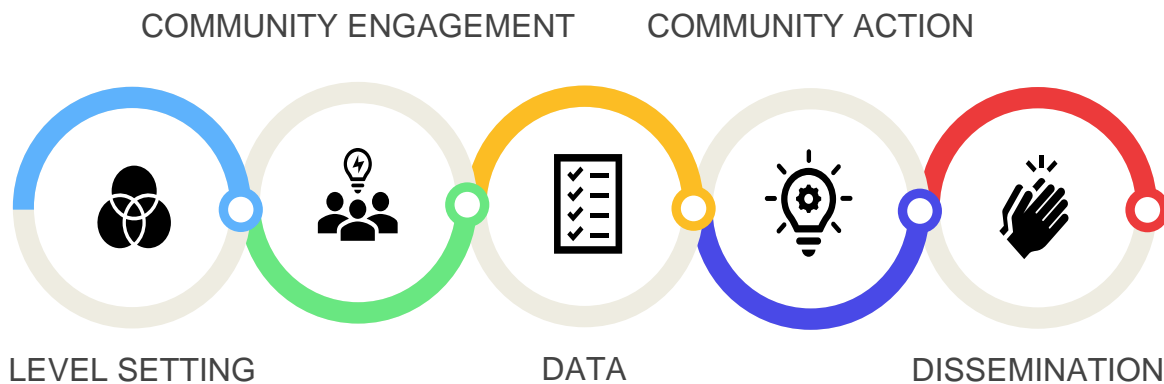 COMMUNITY ENGAGEMENT
COMMUNITY ACTION
LEVEL SETTING
DATA
DISSEMINATION